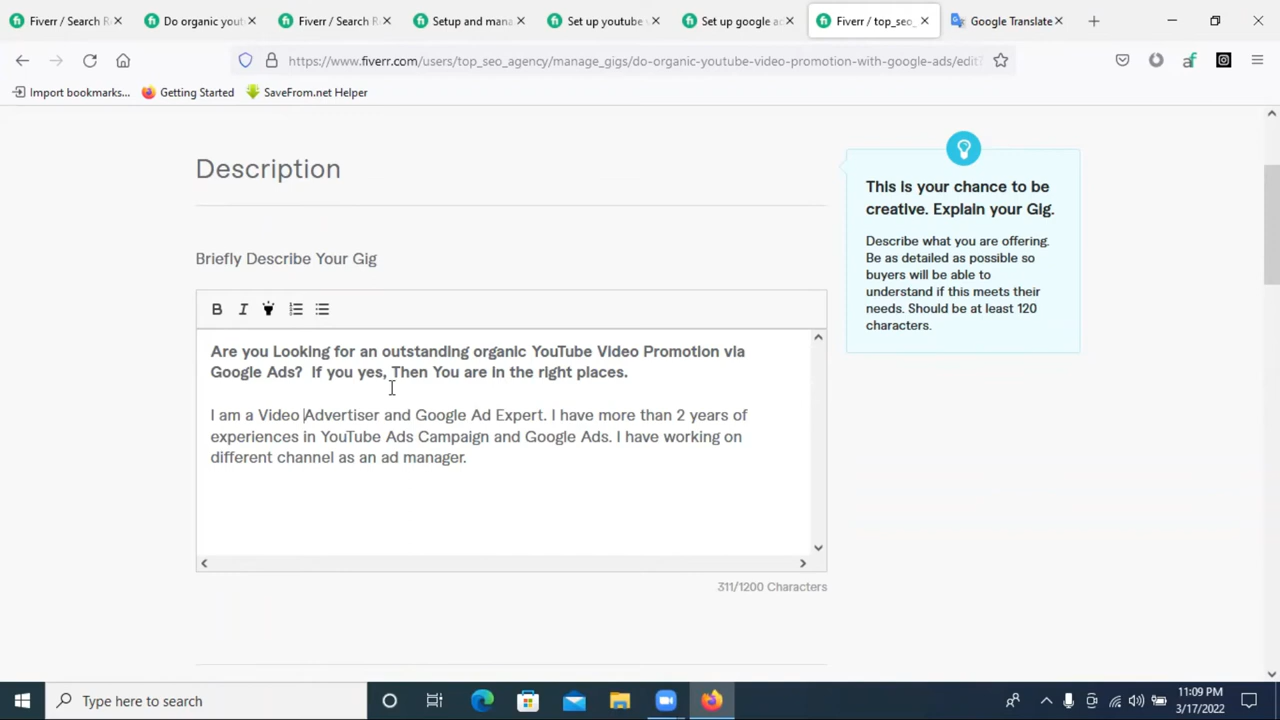 Fiverr / Search R
Do organic yout
Fiverr / Search R
Setup and mana
Set up youtube
Set up google a
Fiverr / top_seo_
Google Translate
https://www.fiverr.com/users/top_seo_agency/manage_gigs/do-organic-youtube-video-promotion-with-google-ads/edit
Import bookmarks...
Getting Started
SaveFrom.net Helper
Description
Briefly Describe Your Gig
B I
Are you Looking for an outstanding organic YouTube Video Promotion via
Google Ads?  If you yes, Then You are in the right places.
I am a Video Advertiser and Google Ad Expert. I have more than 2 years of
experiences in YouTube Ads Campaign and Google Ads. I have working on
different channel as an ad manager.
311/1200 Characters
This is your chance to be
creative. Explain your Gig.
Describe what you are offering.
Be as detailed as possible so
buyers will be able to
understand if this meets their
needs. Should be at least 120
characters.
Type here to search
11:09 PM
3/17/2022